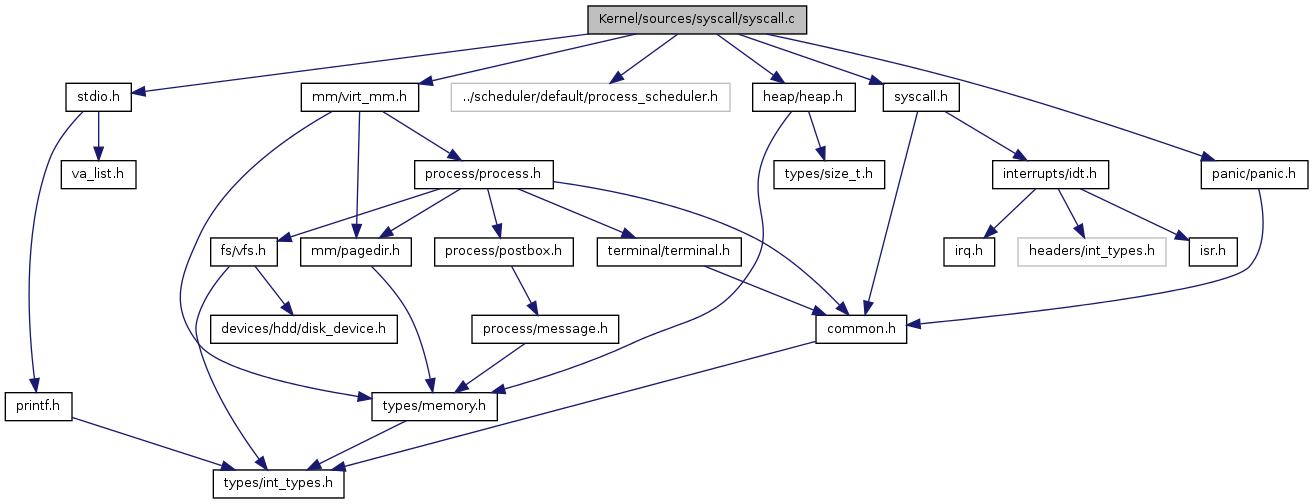 Kernel/sources/syscall/syscall.c
stdio.h
mm/virt_mm.h
../scheduler/default/process_scheduler.h
heap/heap.h
syscall.h
va_list.h
process/process.h
types/size_t.h
interrupts/idt.h
panic/panic.h
fs/vfs.h
mm/pagedir.h
process/postbox.h
terminal/terminal.h
irq.h
headers/int_types.h
isr.h
devices/hdd/disk_device.h
process/message.h
common.h
printf.h
types/memory.h
types/int_types.h